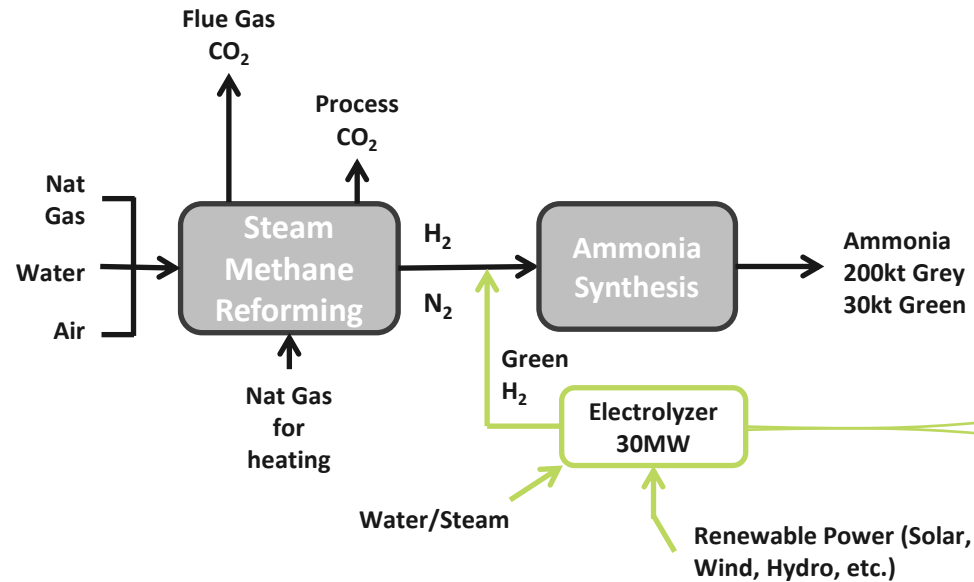 Flue Gas
CO₂
Process
CO₂
Nat
Gas
Water
Air
Steam
Methane
Reforming
H₂
N₂
Ammonia
Synthesis
Ammonia
200kt Grey
30kt Green
Nat Gas
for
heating
Green
H₂
Electrolyzer
30MW
Water/Steam
Renewable Power (Solar,
Wind, Hydro, etc.)